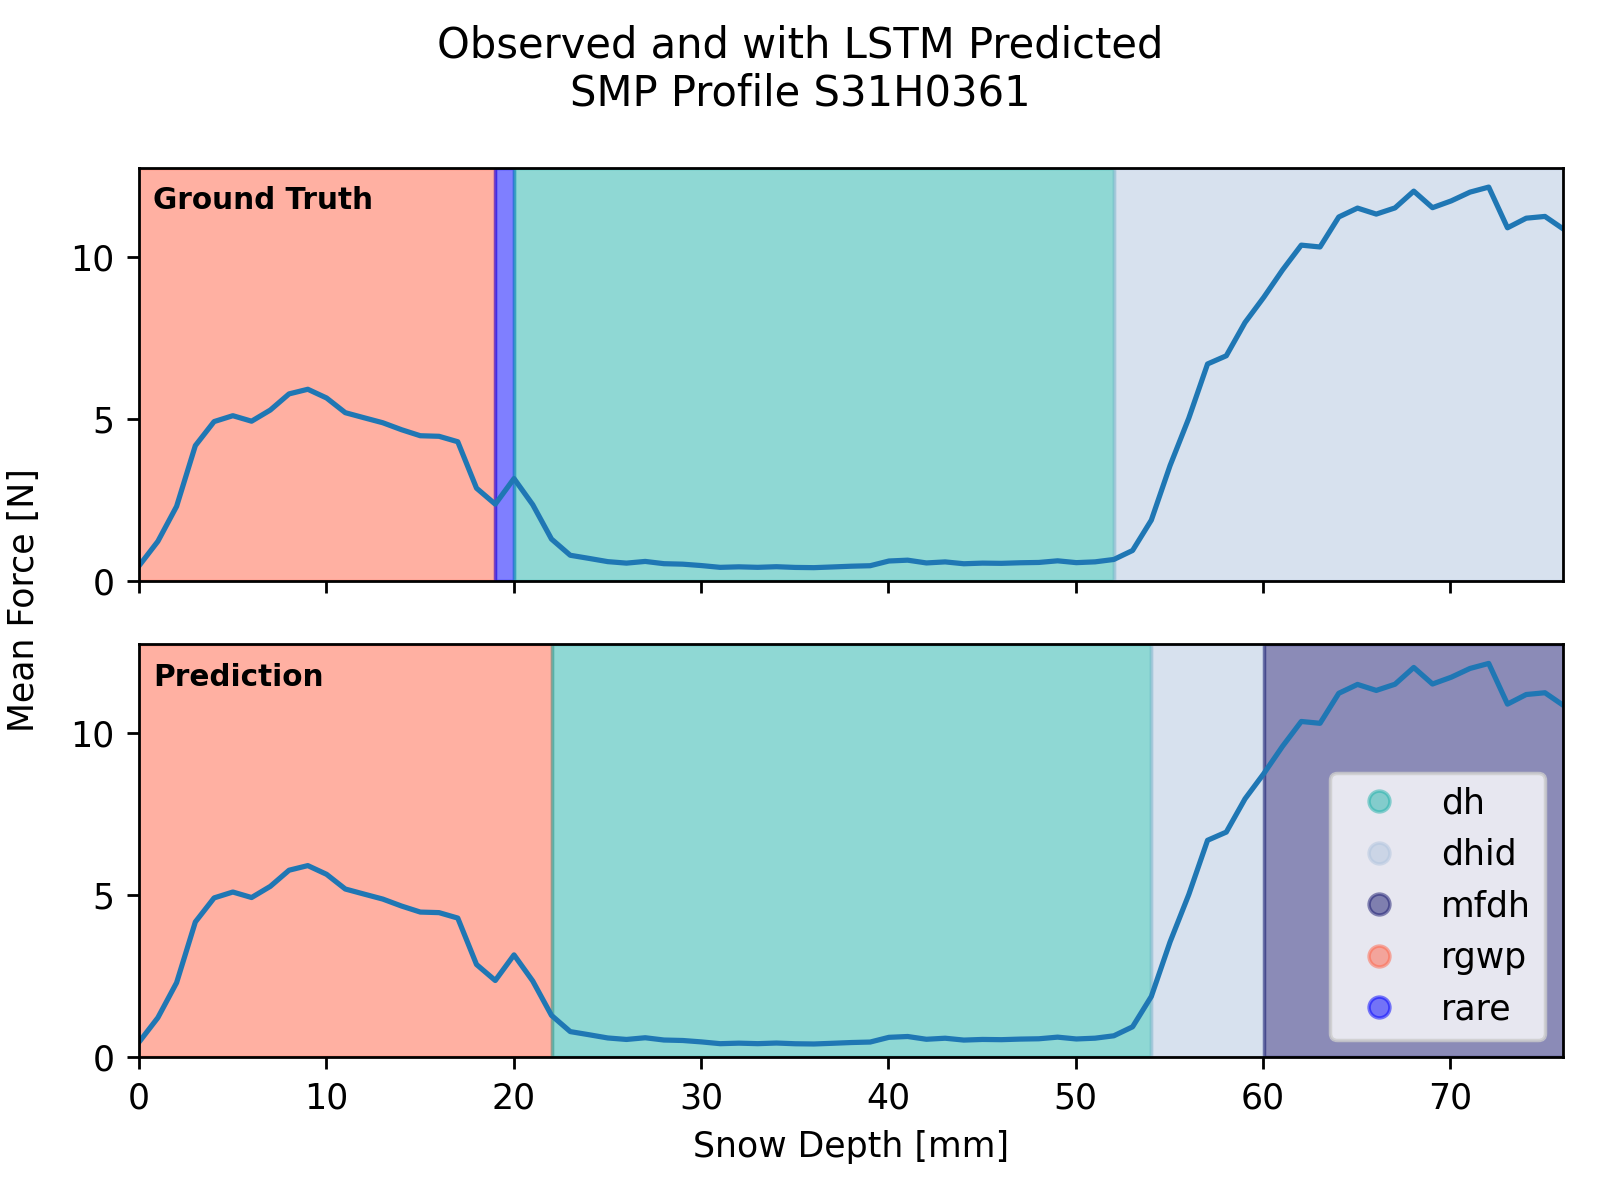 Observed and with LSTM Predicted
SMP Profile S31H0361
Mean Force [N]
Ground Truth
10
5
0
Prediction
10
5
0
dh
dhid
mfdh
rgwp
rare
0 10 20 30 40 50 60 70
Snow Depth [mm]